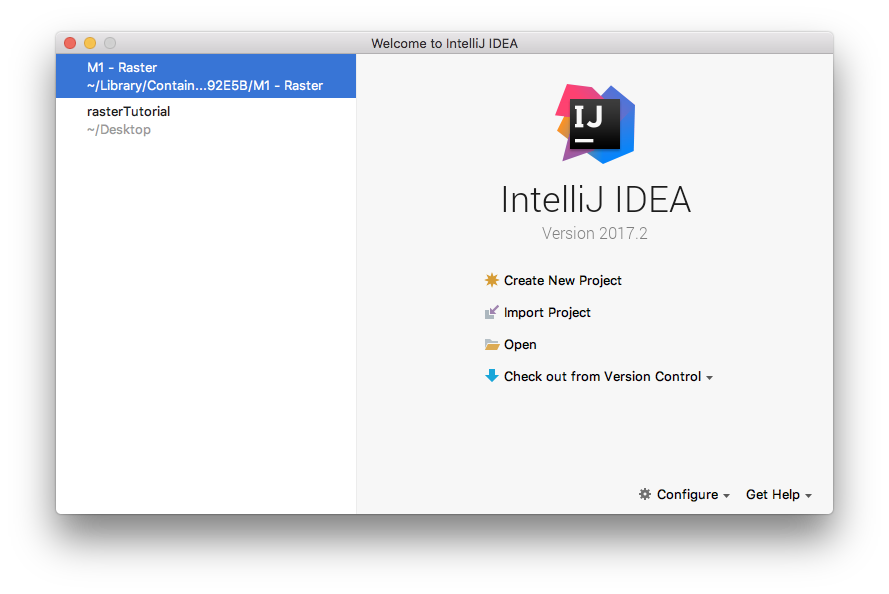 Welcome to IntelliJ IDEA
M1 - Raster
~/Library/Contain...92E5B/M1 - Raster
rasterTutorial
~/Desktop
IJ
IntelliJ IDEA
Version 2017.2
Create New Project
Import Project
Open
Check out from Version Control
Configure
Get Help